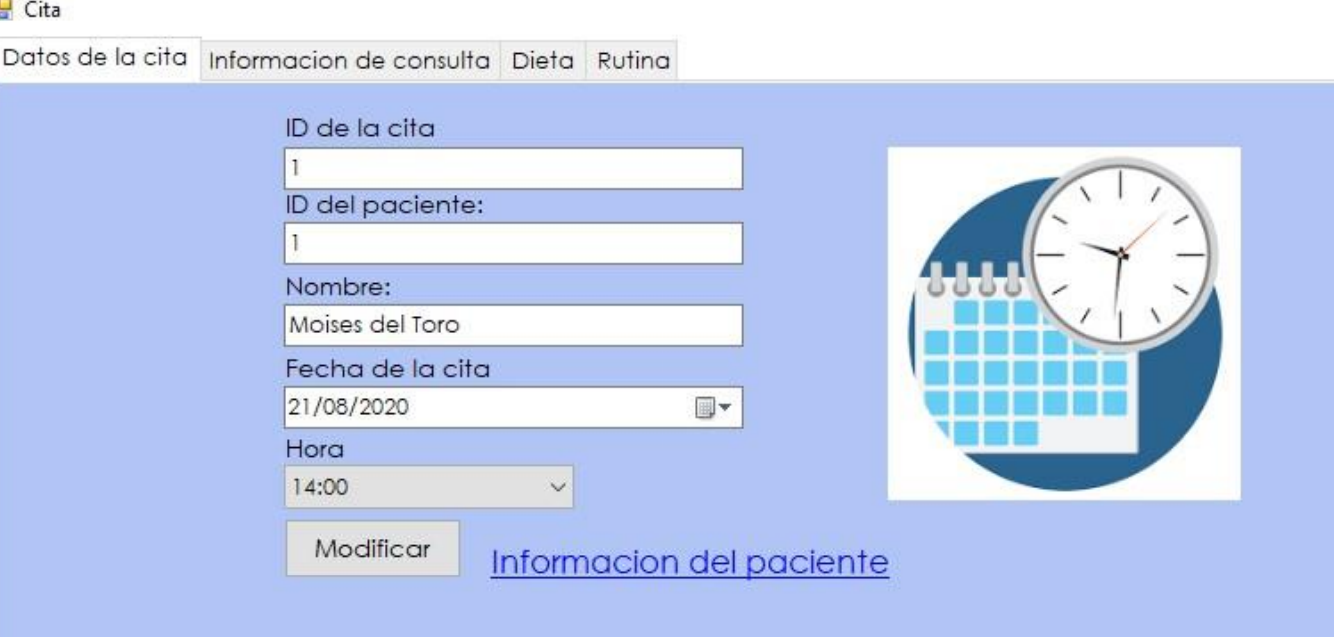 Cita
Datos de la cita Informacion de consulta Dieta Rutina
ID de la cita
1
ID del paciente:
1
Nombre:
Moises del Toro
Fecha de la cita
21/08/2020
Hora
14:00
Modificar Informacion del paciente